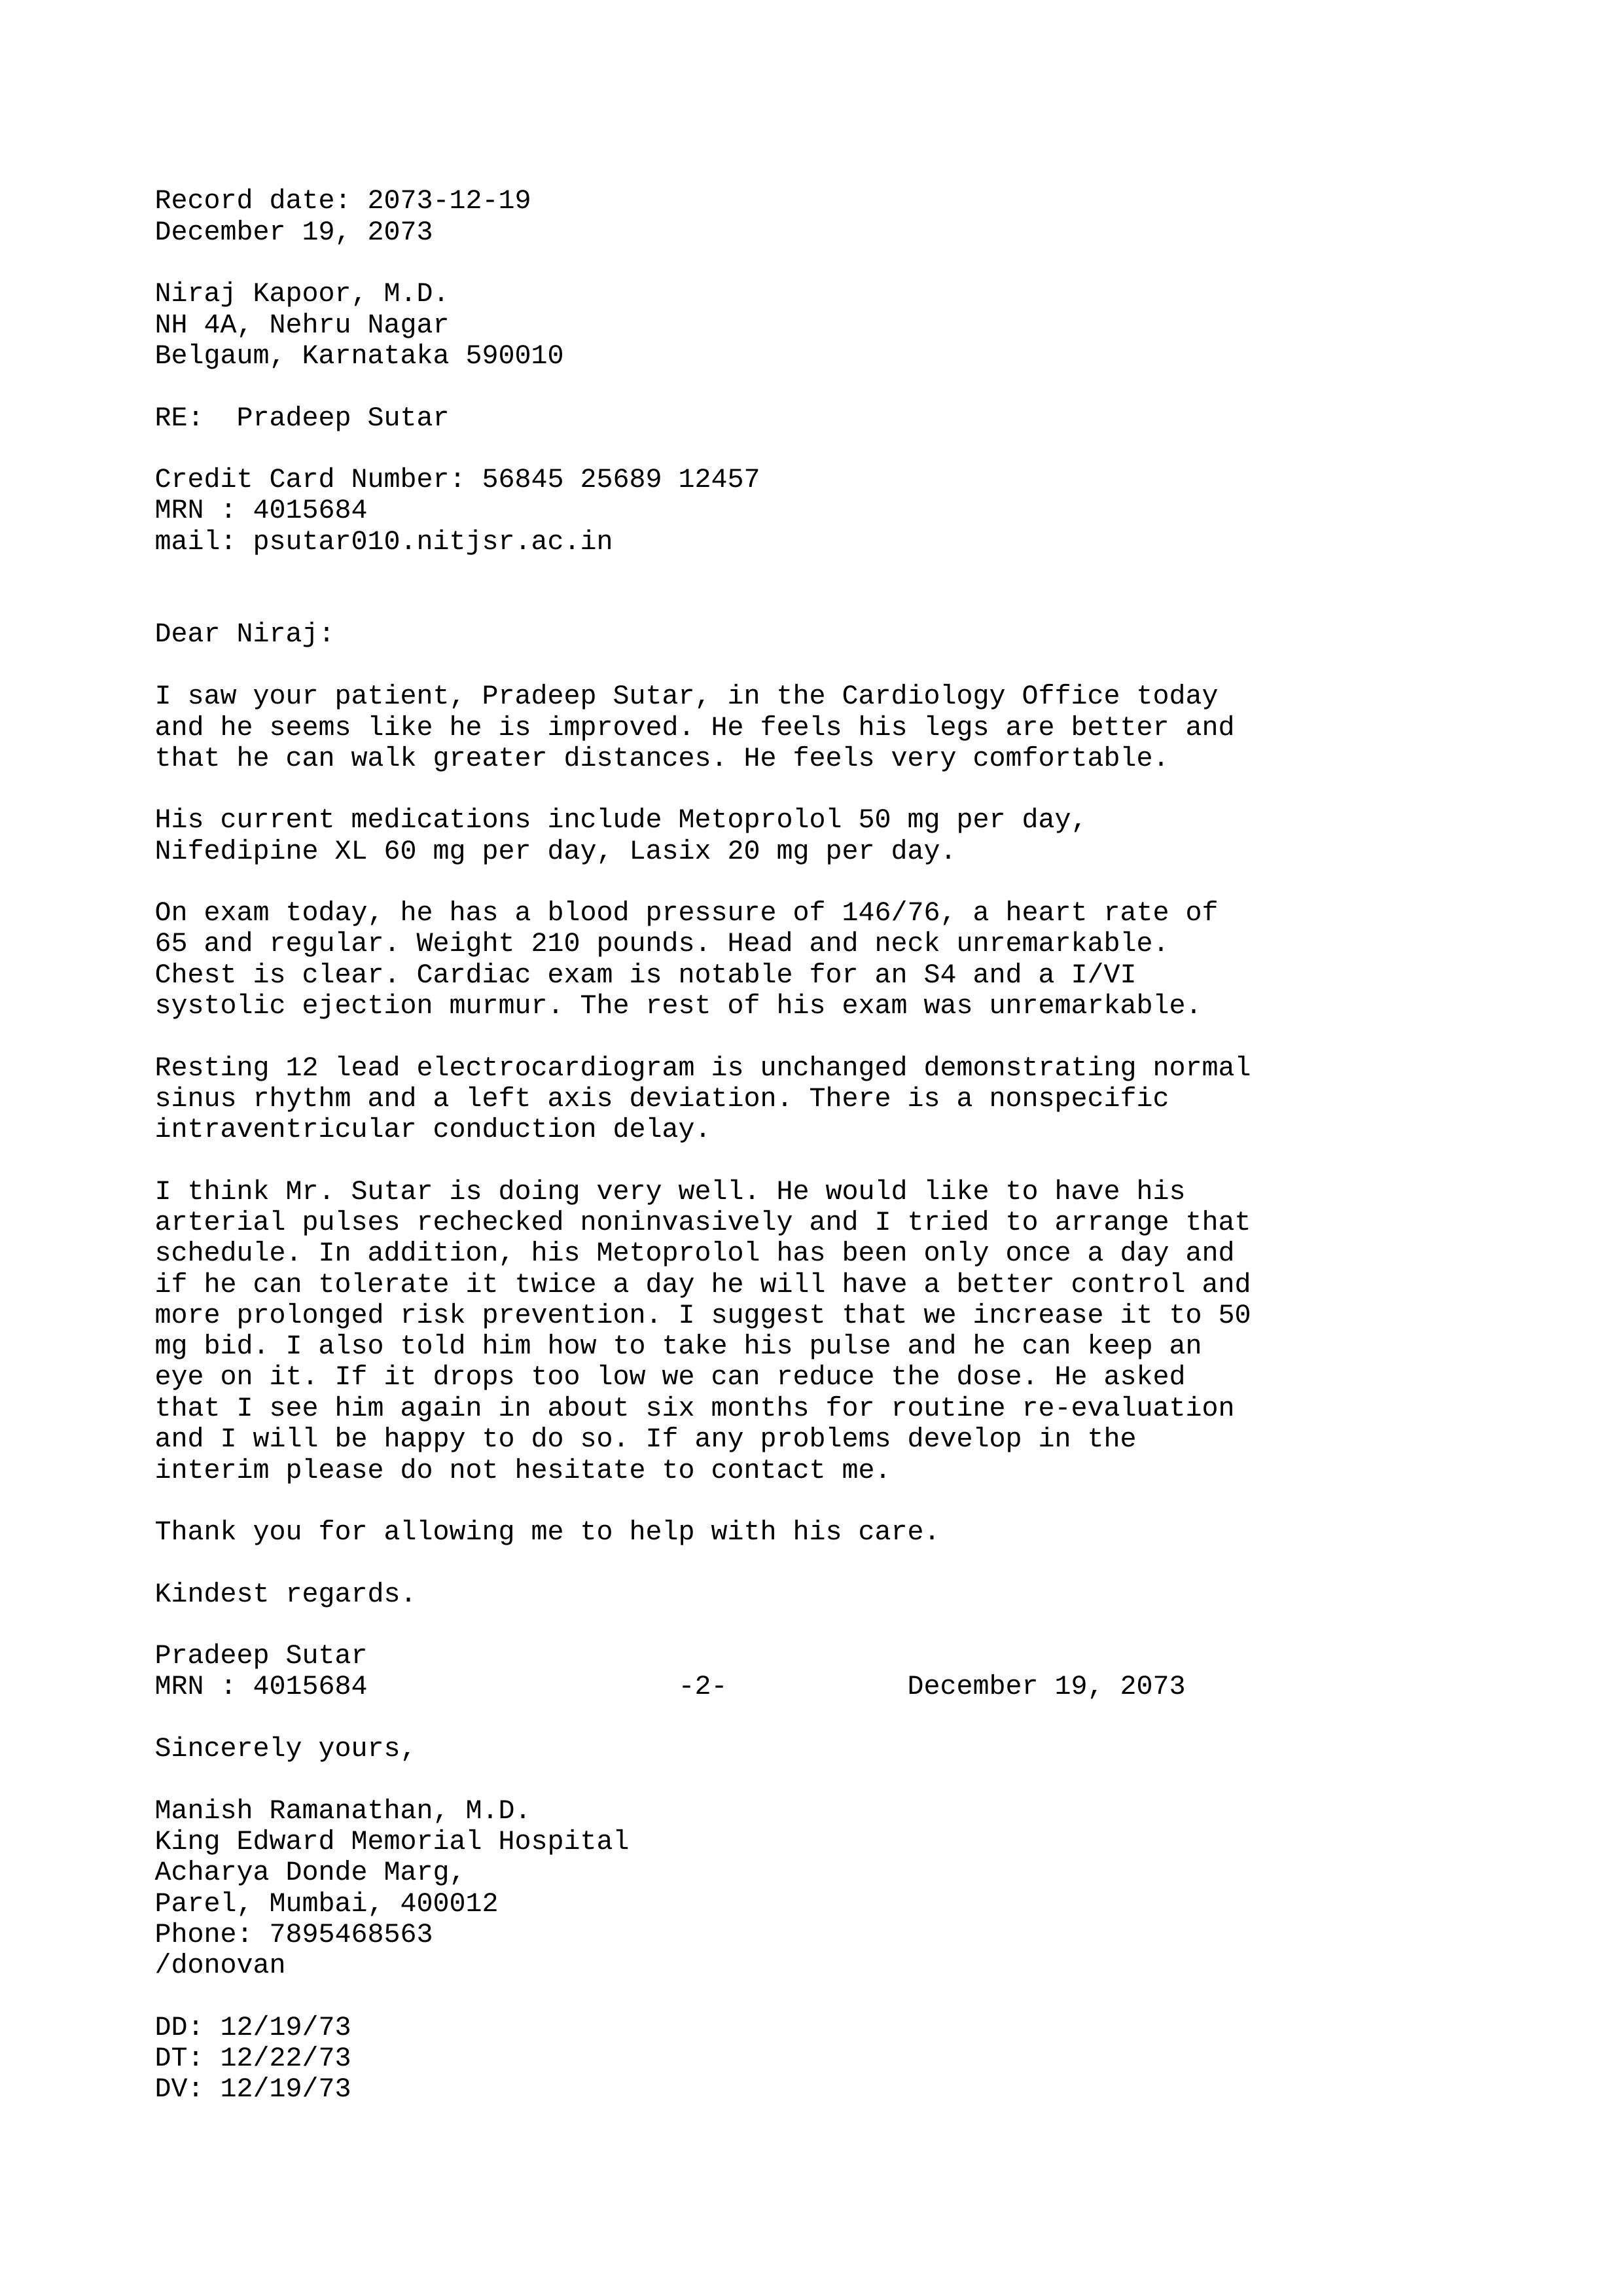 Record date: 2073-12-19
December 19, 2073
Niraj Kapoor, M.D.
NH 4A, Nehru Nagar
Belgaum, Karnataka 590010
RE:  Pradeep Sutar
Credit Card Number: 56845 25689 12457
MRN : 4015684
mail: psutar010.nitjsr.ac.in
Dear Niraj:
I saw your patient, Pradeep Sutar, in the Cardiology Office today
and he seems like he is improved. He feels his legs are better and
that he can walk greater distances. He feels very comfortable.
His current medications include Metoprolol 50 mg per day,
Nifedipine XL 60 mg per day, Lasix 20 mg per day.
On exam today, he has a blood pressure of 146/76, a heart rate of
65 and regular. Weight 210 pounds. Head and neck unremarkable.
Chest is clear. Cardiac exam is notable for an S4 and a I/VI
systolic ejection murmur. The rest of his exam was unremarkable.
Resting 12 lead electrocardiogram is unchanged demonstrating normal
sinus rhythm and a left axis deviation. There is a nonspecific
intraventricular conduction delay.
I think Mr. Sutar is doing very well. He would like to have his
arterial pulses rechecked noninvasively and I tried to arrange that
schedule. In addition, his Metoprolol has been only once a day and
if he can tolerate it twice a day he will have a better control and
more prolonged risk prevention. I suggest that we increase it to 50
mg bid. I also told him how to take his pulse and he can keep an
eye on it. If it drops too low we can reduce the dose. He asked
that I see him again in about six months for routine re-evaluation
and I will be happy to do so. If any problems develop in the
interim please do not hesitate to contact me.
Thank you for allowing me to help with his care.
Kindest regards.
Pradeep Sutar
MRN : 4015684                   -2-           December 19, 2073
Sincerely yours,
Manish Ramanathan, M.D.
King Edward Memorial Hospital
Acharya Donde Marg,
Parel, Mumbai, 400012
Phone: 7895468563
/donovan
DD: 12/19/73
DT: 12/22/73
DV: 12/19/73